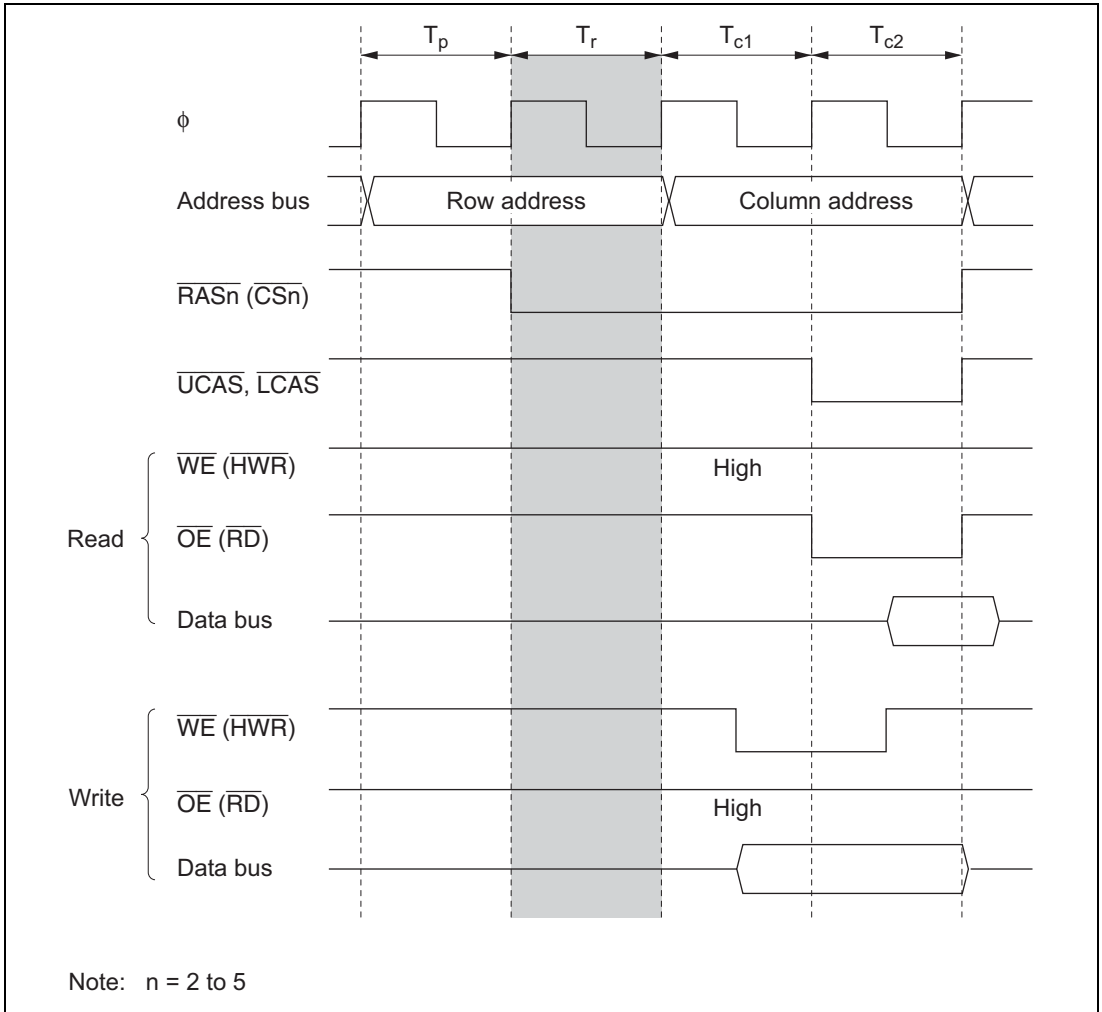 Tp Tr Tc1 Tc2
φ
Address bus Row address Column address
RASn (CSn)
UCAS, LCAS
WE (HWR) High
Read OE (RD)
Data bus
WE (HWR)
Write OE (RD) High
Data bus
Note: n = 2 to 5